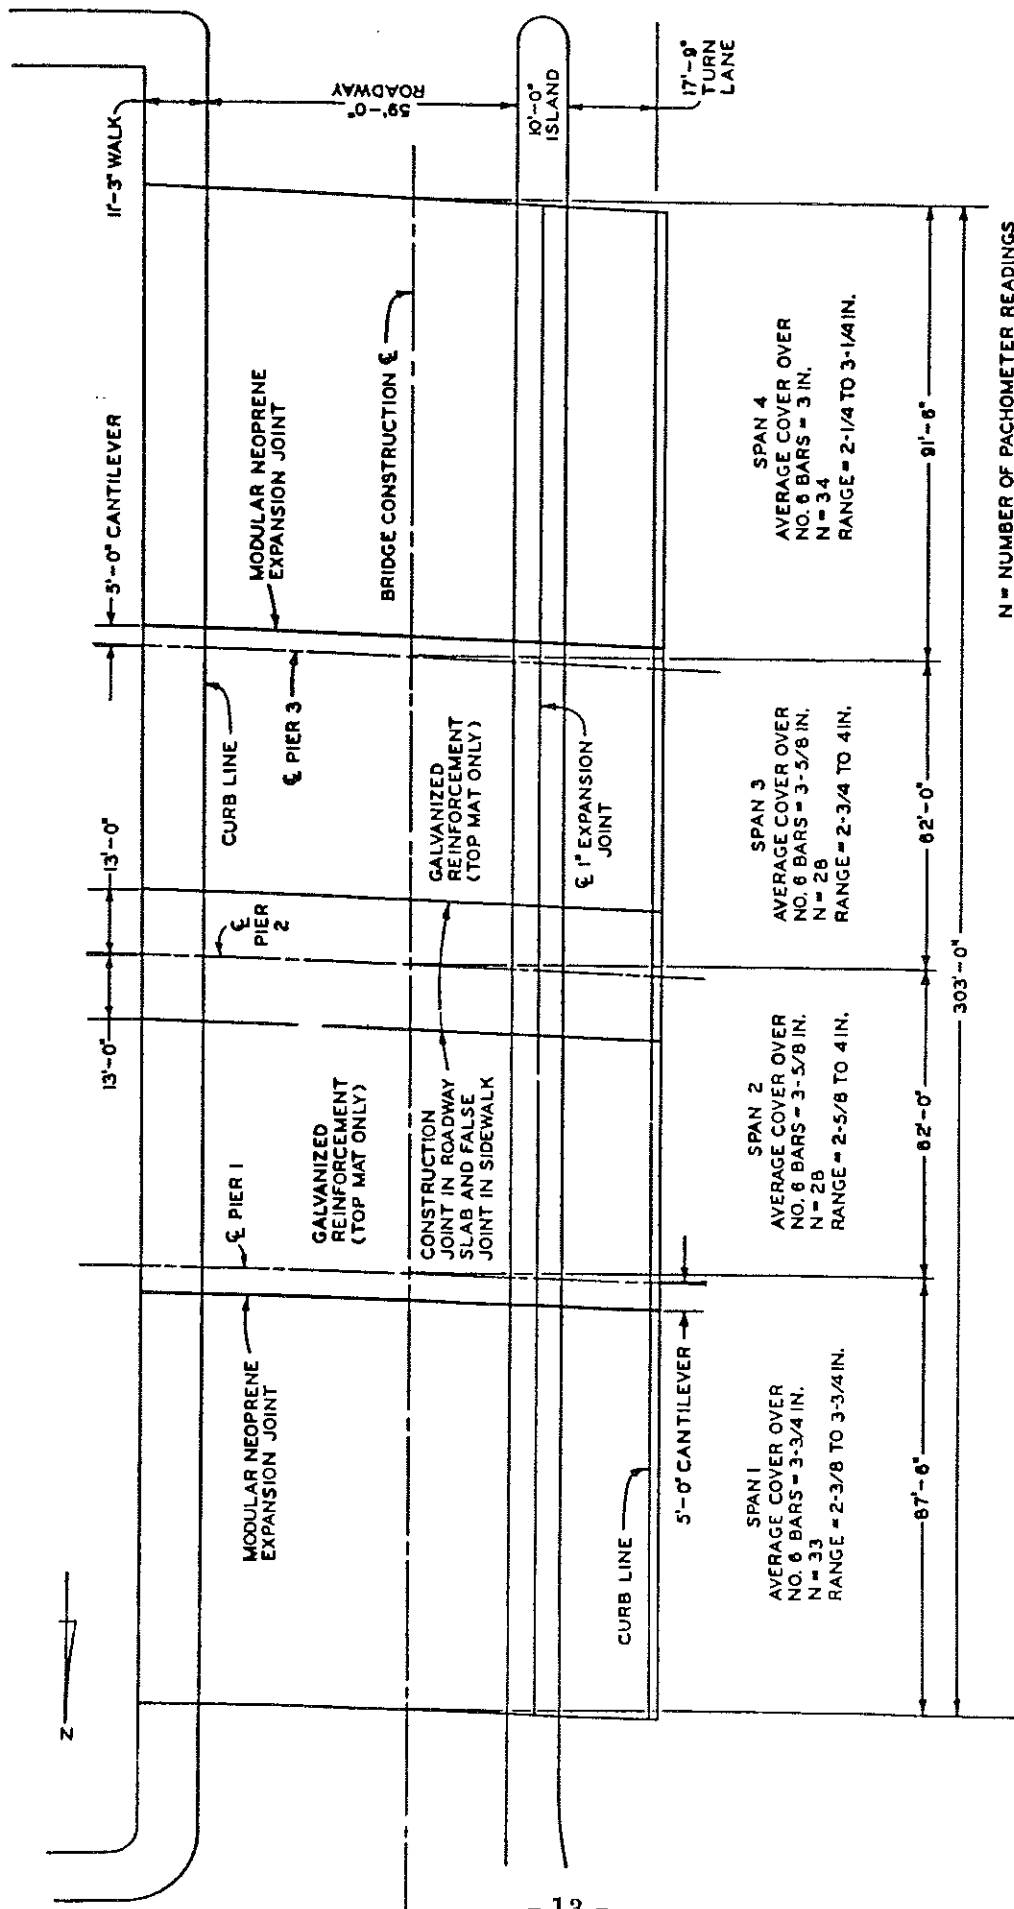 11'-3" WALK
59'-0"
ROADWAY
10'-0"
ISLAND
17'-9"
TURN
LANE
5'-0" CANTILEVER
MODULAR NEOPRENE
EXPANSION JOINT
BRIDGE CONSTRUCTION ℄
13'-0"
13'-0"
CURB LINE
℄ PIER 3
℄
PIER
2
GALVANIZED
REINFORCEMENT
(TOP MAT ONLY)
℄ 1" EXPANSION
JOINT
℄ PIER 1
GALVANIZED
REINFORCEMENT
(TOP MAT ONLY)
CONSTRUCTION
JOINT IN ROADWAY
SLAB AND FALSE
JOINT IN SIDEWALK
MODULAR NEOPRENE
EXPANSION JOINT
Z
CURB LINE
5'-0" CANTILEVER
SPAN 1
AVERAGE COVER OVER
NO. 6 BARS = 3-3/4 IN.
N = 33
RANGE = 2-3/8 TO 3-3/4 IN.
SPAN 2
AVERAGE COVER OVER
NO. 6 BARS = 3-5/8 IN.
N = 28
RANGE = 2-5/8 TO 4 IN.
SPAN 3
AVERAGE COVER OVER
NO. 6 BARS = 3-5/8 IN.
N = 28
RANGE = 2-3/4 TO 4 IN.
SPAN 4
AVERAGE COVER OVER
NO. 6 BARS = 3 IN.
N = 34
RANGE = 2-1/4 TO 3-1/4 IN.
87'-6"
62'-0"
62'-0"
91'-6"
303'-0"
N = NUMBER OF PACHOMETER READINGS
- 13 -